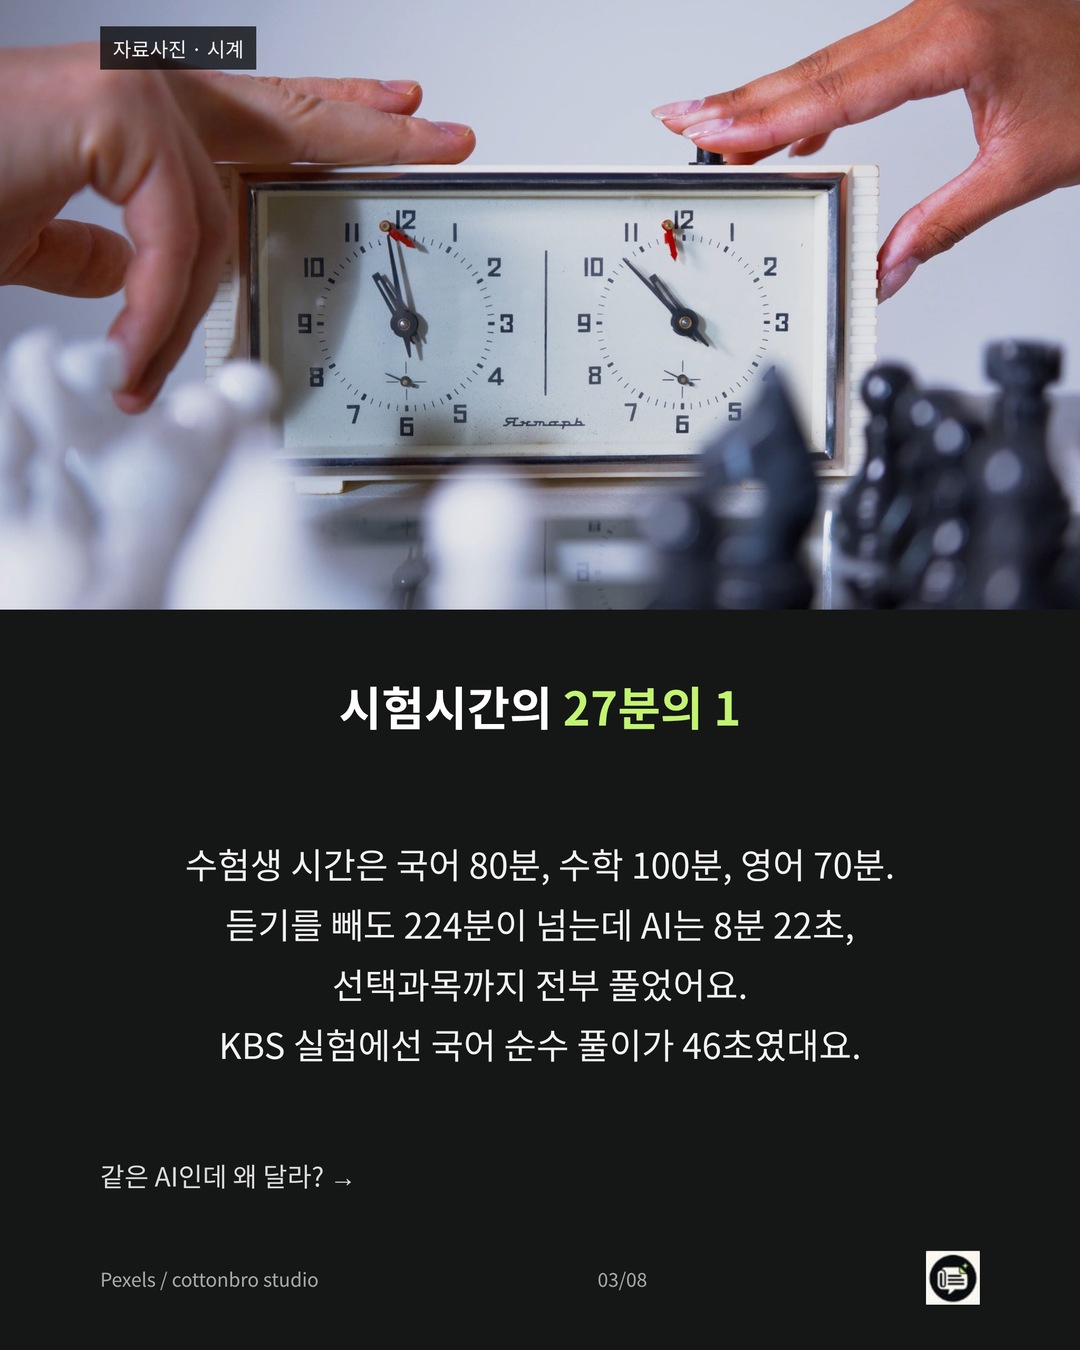 자료사진 · 시계
11 12 1 11 12 1
10 2 10 2
9 3 9 3
8 4 8
7 6 5 7 6 5
Янтарь
시험시간의 27분의 1
수험생 시간은 국어 80분, 수학 100분, 영어 70분.
듣기를 빼도 224분이 넘는데 AI는 8분 22초,
선택과목까지 전부 풀었어요.
KBS 실험에선 국어 순수 풀이가 46초였대요.
같은 AI인데 왜 달라? →
Pexels / cottonbro studio
03/08